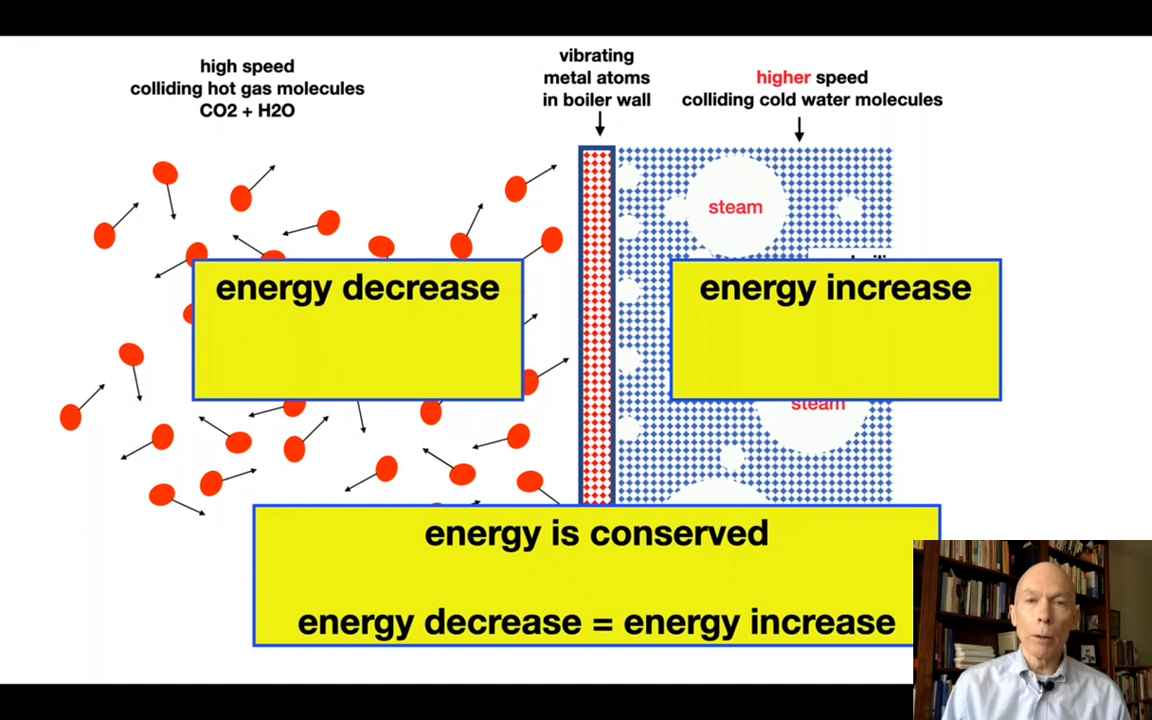 high speed
colliding hot gas molecules
CO2 + H2O
vibrating
metal atoms
in boiler wall
higher speed
colliding cold water molecules
steam
energy decrease
energy increase
steam
energy is conserved
energy decrease = energy increase